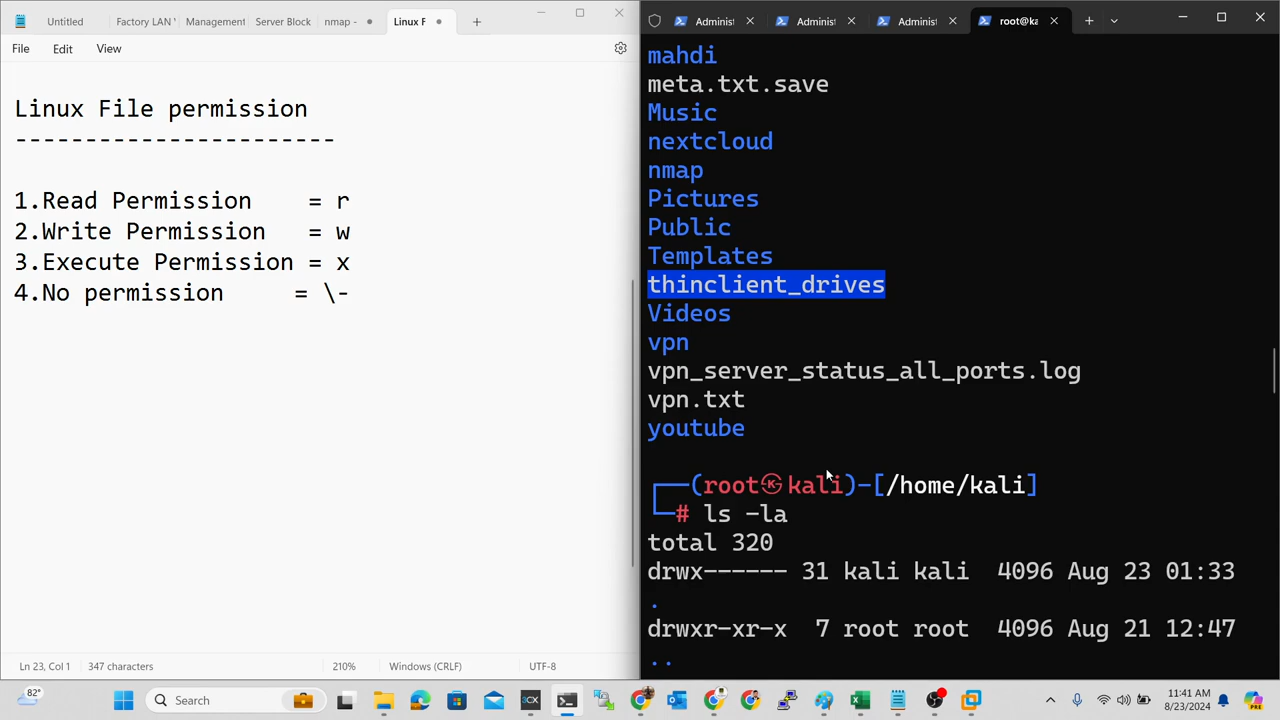 Untitled
Factory LAN
Management
Server Block
nmap -
Linux F
File
Edit
View
Linux File permission
-----------------------
1.Read Permission    = r
2.Write Permission   = w
3.Execute Permission = x
4.No permission     = \-
Ln 23, Col 1
347 characters
210%
Windows (CRLF)
UTF-8
Administ
Administ
Administ
root@ka
mahdi
meta.txt.save
Music
nextcloud
nmap
Pictures
Public
Templates
thinclient_drives
Videos
vpn
vpn_server_status_all_ports.log
vpn.txt
youtube
┌──(root㉿kali)-[/home/kali]
└─# ls -la
total 320
drwx------ 31 kali kali  4096 Aug 23 01:33
.
drwxr-xr-x  7 root root  4096 Aug 21 12:47
..
82°
Search
3CX
11:41 AM
8/23/2024
PRE